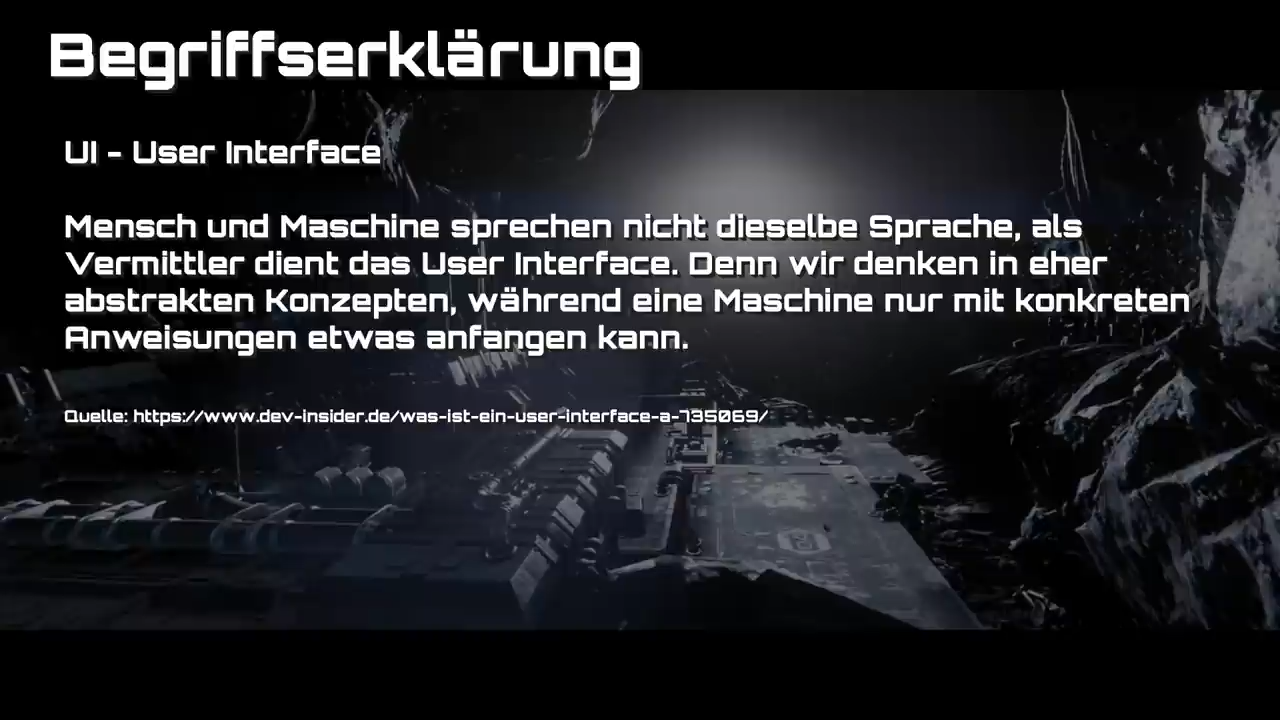 Begriffserklärung
UI - User Interface
Mensch und Maschine sprechen nicht dieselbe Sprache, als
Vermittler dient das User Interface. Denn wir denken in eher
abstrakten Konzepten, während eine Maschine nur mit konkreten
Anweisungen etwas anfangen kann.
Quelle: https://www.dev-insider.de/was-ist-ein-user-interface-a-735069/